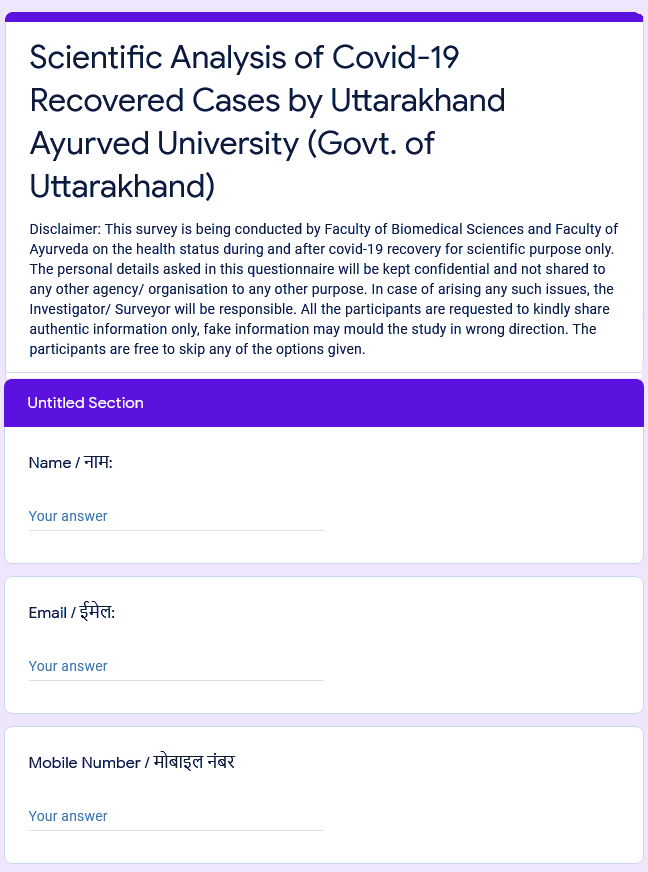 Scientific Analysis of Covid-19
Recovered Cases by Uttarakhand
Ayurved University (Govt. of
Uttarakhand)
Disclaimer: This survey is being conducted by Faculty of Biomedical Sciences and Faculty of
Ayurveda on the health status during and after covid-19 recovery for scientific purpose only.
The personal details asked in this questionnaire will be kept confidential and not shared to
any other agency/ organisation to any other purpose. In case of arising any such issues, the
Investigator/ Surveyor will be responsible. All the participants are requested to kindly share
authentic information only, fake information may mould the study in wrong direction. The
participants are free to skip any of the options given.
Untitled Section
Name / नाम:
Your answer
Email / ईमेल:
Your answer
Mobile Number / मोबाइल नंबर
Your answer